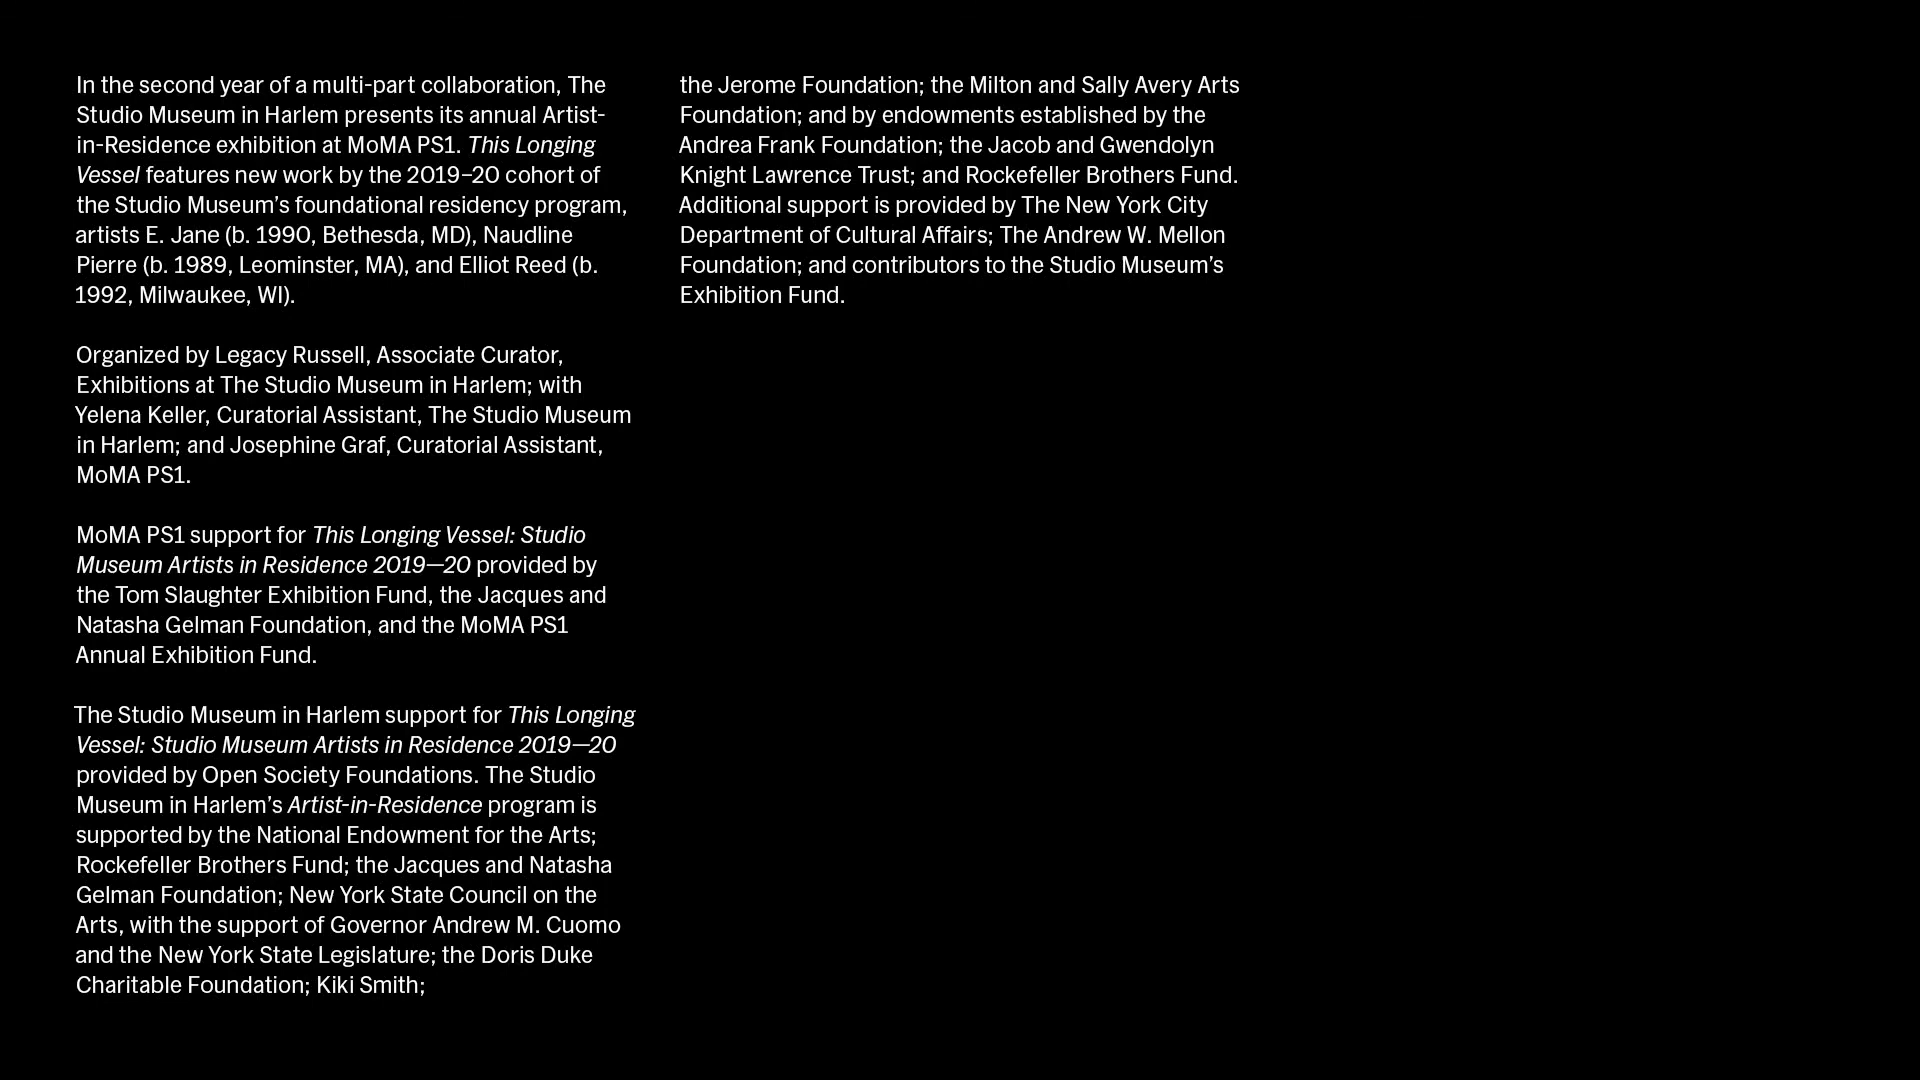 In the second year of a multi-part collaboration, The
Studio Museum in Harlem presents its annual Artist-
in-Residence exhibition at MoMA PS1. This Longing
Vessel features new work by the 2019–20 cohort of
the Studio Museum’s foundational residency program,
artists E. Jane (b. 1990, Bethesda, MD), Naudline
Pierre (b. 1989, Leominster, MA), and Elliot Reed (b.
1992, Milwaukee, WI).
Organized by Legacy Russell, Associate Curator,
Exhibitions at The Studio Museum in Harlem; with
Yelena Keller, Curatorial Assistant, The Studio Museum
in Harlem; and Josephine Graf, Curatorial Assistant,
MoMA PS1.
MoMA PS1 support for This Longing Vessel: Studio
Museum Artists in Residence 2019—20 provided by
the Tom Slaughter Exhibition Fund, the Jacques and
Natasha Gelman Foundation, and the MoMA PS1
Annual Exhibition Fund.
The Studio Museum in Harlem support for This Longing
Vessel: Studio Museum Artists in Residence 2019—20
provided by Open Society Foundations. The Studio
Museum in Harlem’s Artist-in-Residence program is
supported by the National Endowment for the Arts;
Rockefeller Brothers Fund; the Jacques and Natasha
Gelman Foundation; New York State Council on the
Arts, with the support of Governor Andrew M. Cuomo
and the New York State Legislature; the Doris Duke
Charitable Foundation; Kiki Smith;
the Jerome Foundation; the Milton and Sally Avery Arts
Foundation; and by endowments established by the
Andrea Frank Foundation; the Jacob and Gwendolyn
Knight Lawrence Trust; and Rockefeller Brothers Fund.
Additional support is provided by The New York City
Department of Cultural Affairs; The Andrew W. Mellon
Foundation; and contributors to the Studio Museum’s
Exhibition Fund.